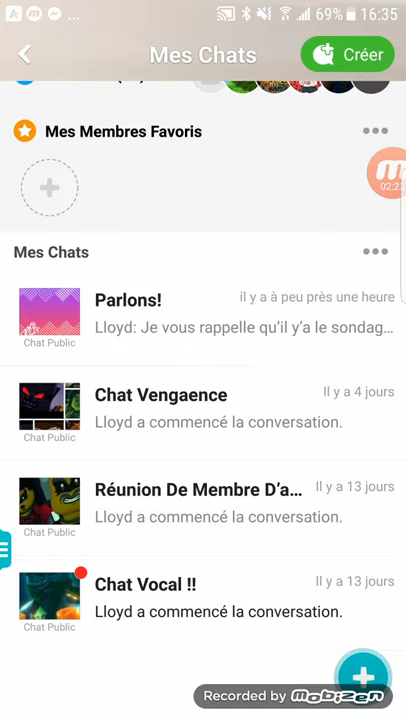 69% 16:35
Mes Chats
Créer
Mes Membres Favoris
Mes Chats
Parlons!
il y a à peu près une heure
Lloyd: Je vous rappelle qu'il y'a le sondag...
Chat Public
Chat Vengaence
Il y a 4 jours
Lloyd a commencé la conversation.
Chat Public
Réunion De Membre D'a...
Il y a 13 jours
Lloyd a commencé la conversation.
Chat Public
Chat Vocal !!
Il y a 13 jours
Lloyd a commencé la conversation.
Chat Public
Recorded by mobizen